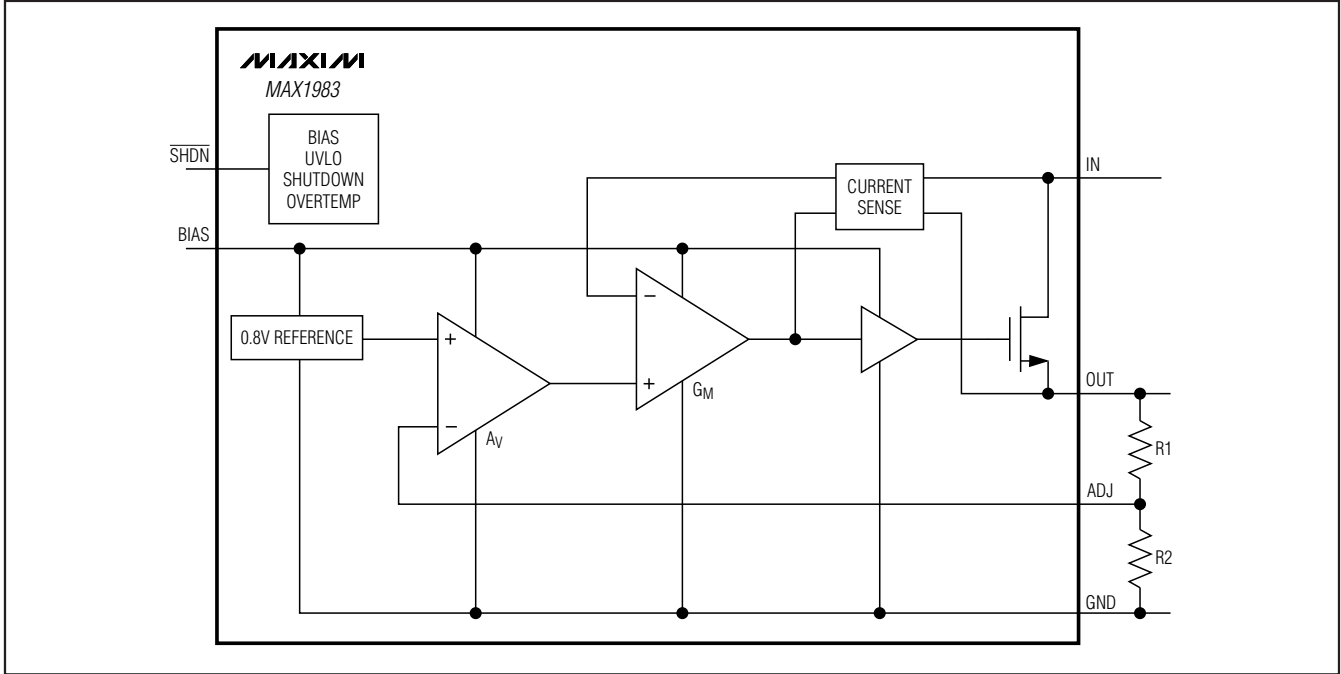 MAXIM
MAX1983
SHDN
BIAS
UVLO
SHUTDOWN
OVERTEMP
IN
CURRENT
SENSE
BIAS
−
0.8V REFERENCE
+
OUT
+
GM
−
AV
R1
ADJ
R2
GND